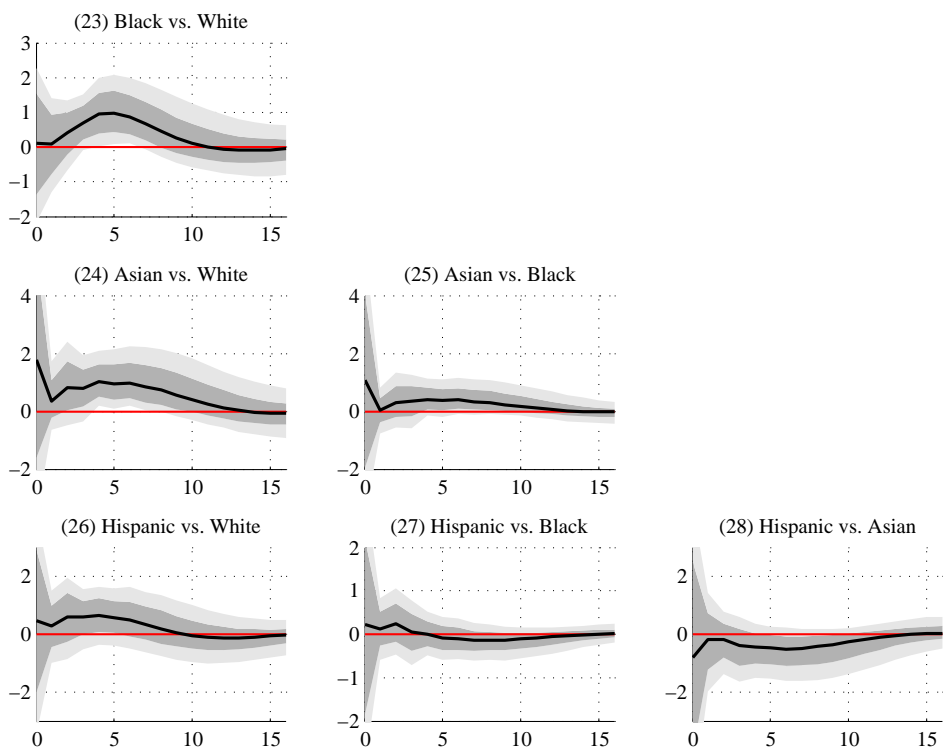 (23) Black vs. White
3
2
1
0
−1
−2
0 5 10 15
(24) Asian vs. White
4
2
0
−2
0 5 10 15
(25) Asian vs. Black
4
2
0
−2
0 5 10 15
(26) Hispanic vs. White
2
0
−2
0 5 10 15
(27) Hispanic vs. Black
2
1
0
−1
−2
0 5 10 15
(28) Hispanic vs. Asian
2
0
−2
0 5 10 15